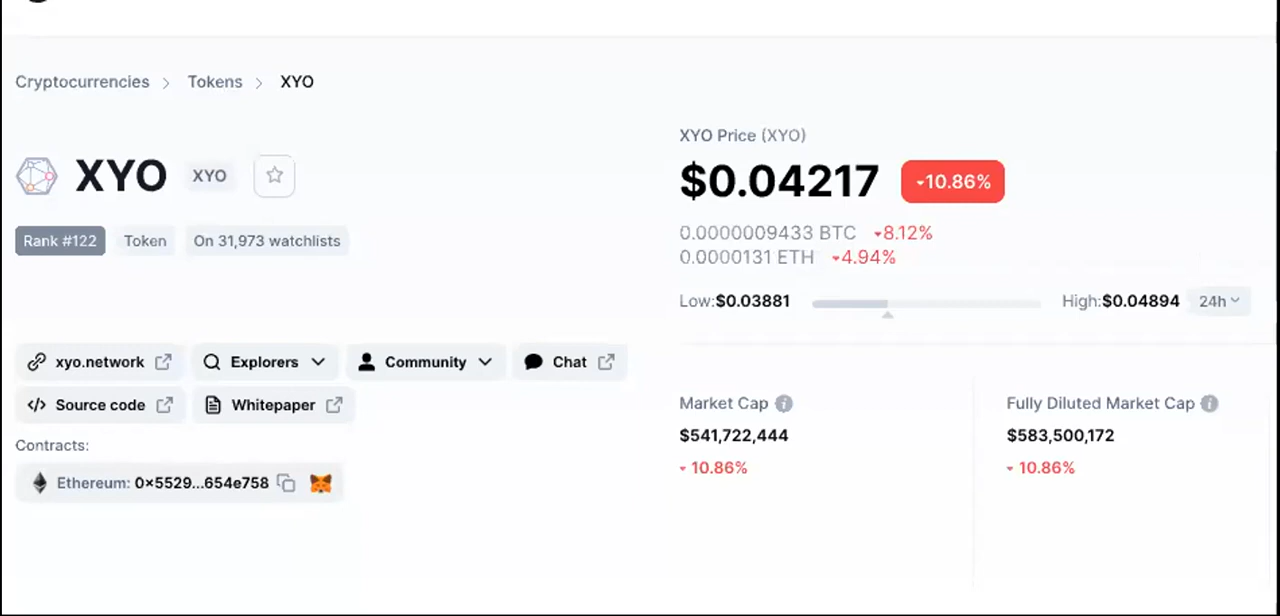 Cryptocurrencies > Tokens > XYO
XYO XYO
Rank #122 Token On 31,973 watchlists
xyo.network Explorers Community Chat
Source code Whitepaper
Contracts:
Ethereum: 0x5529...654e758
XYO Price (XYO)
$0.04217 10.86%
0.0000009433 BTC 8.12%
0.0000131 ETH 4.94%
Low:$0.03881 High:$0.04894 24h
Market Cap
$541,722,444
10.86%
Fully Diluted Market Cap
$583,500,172
10.86%